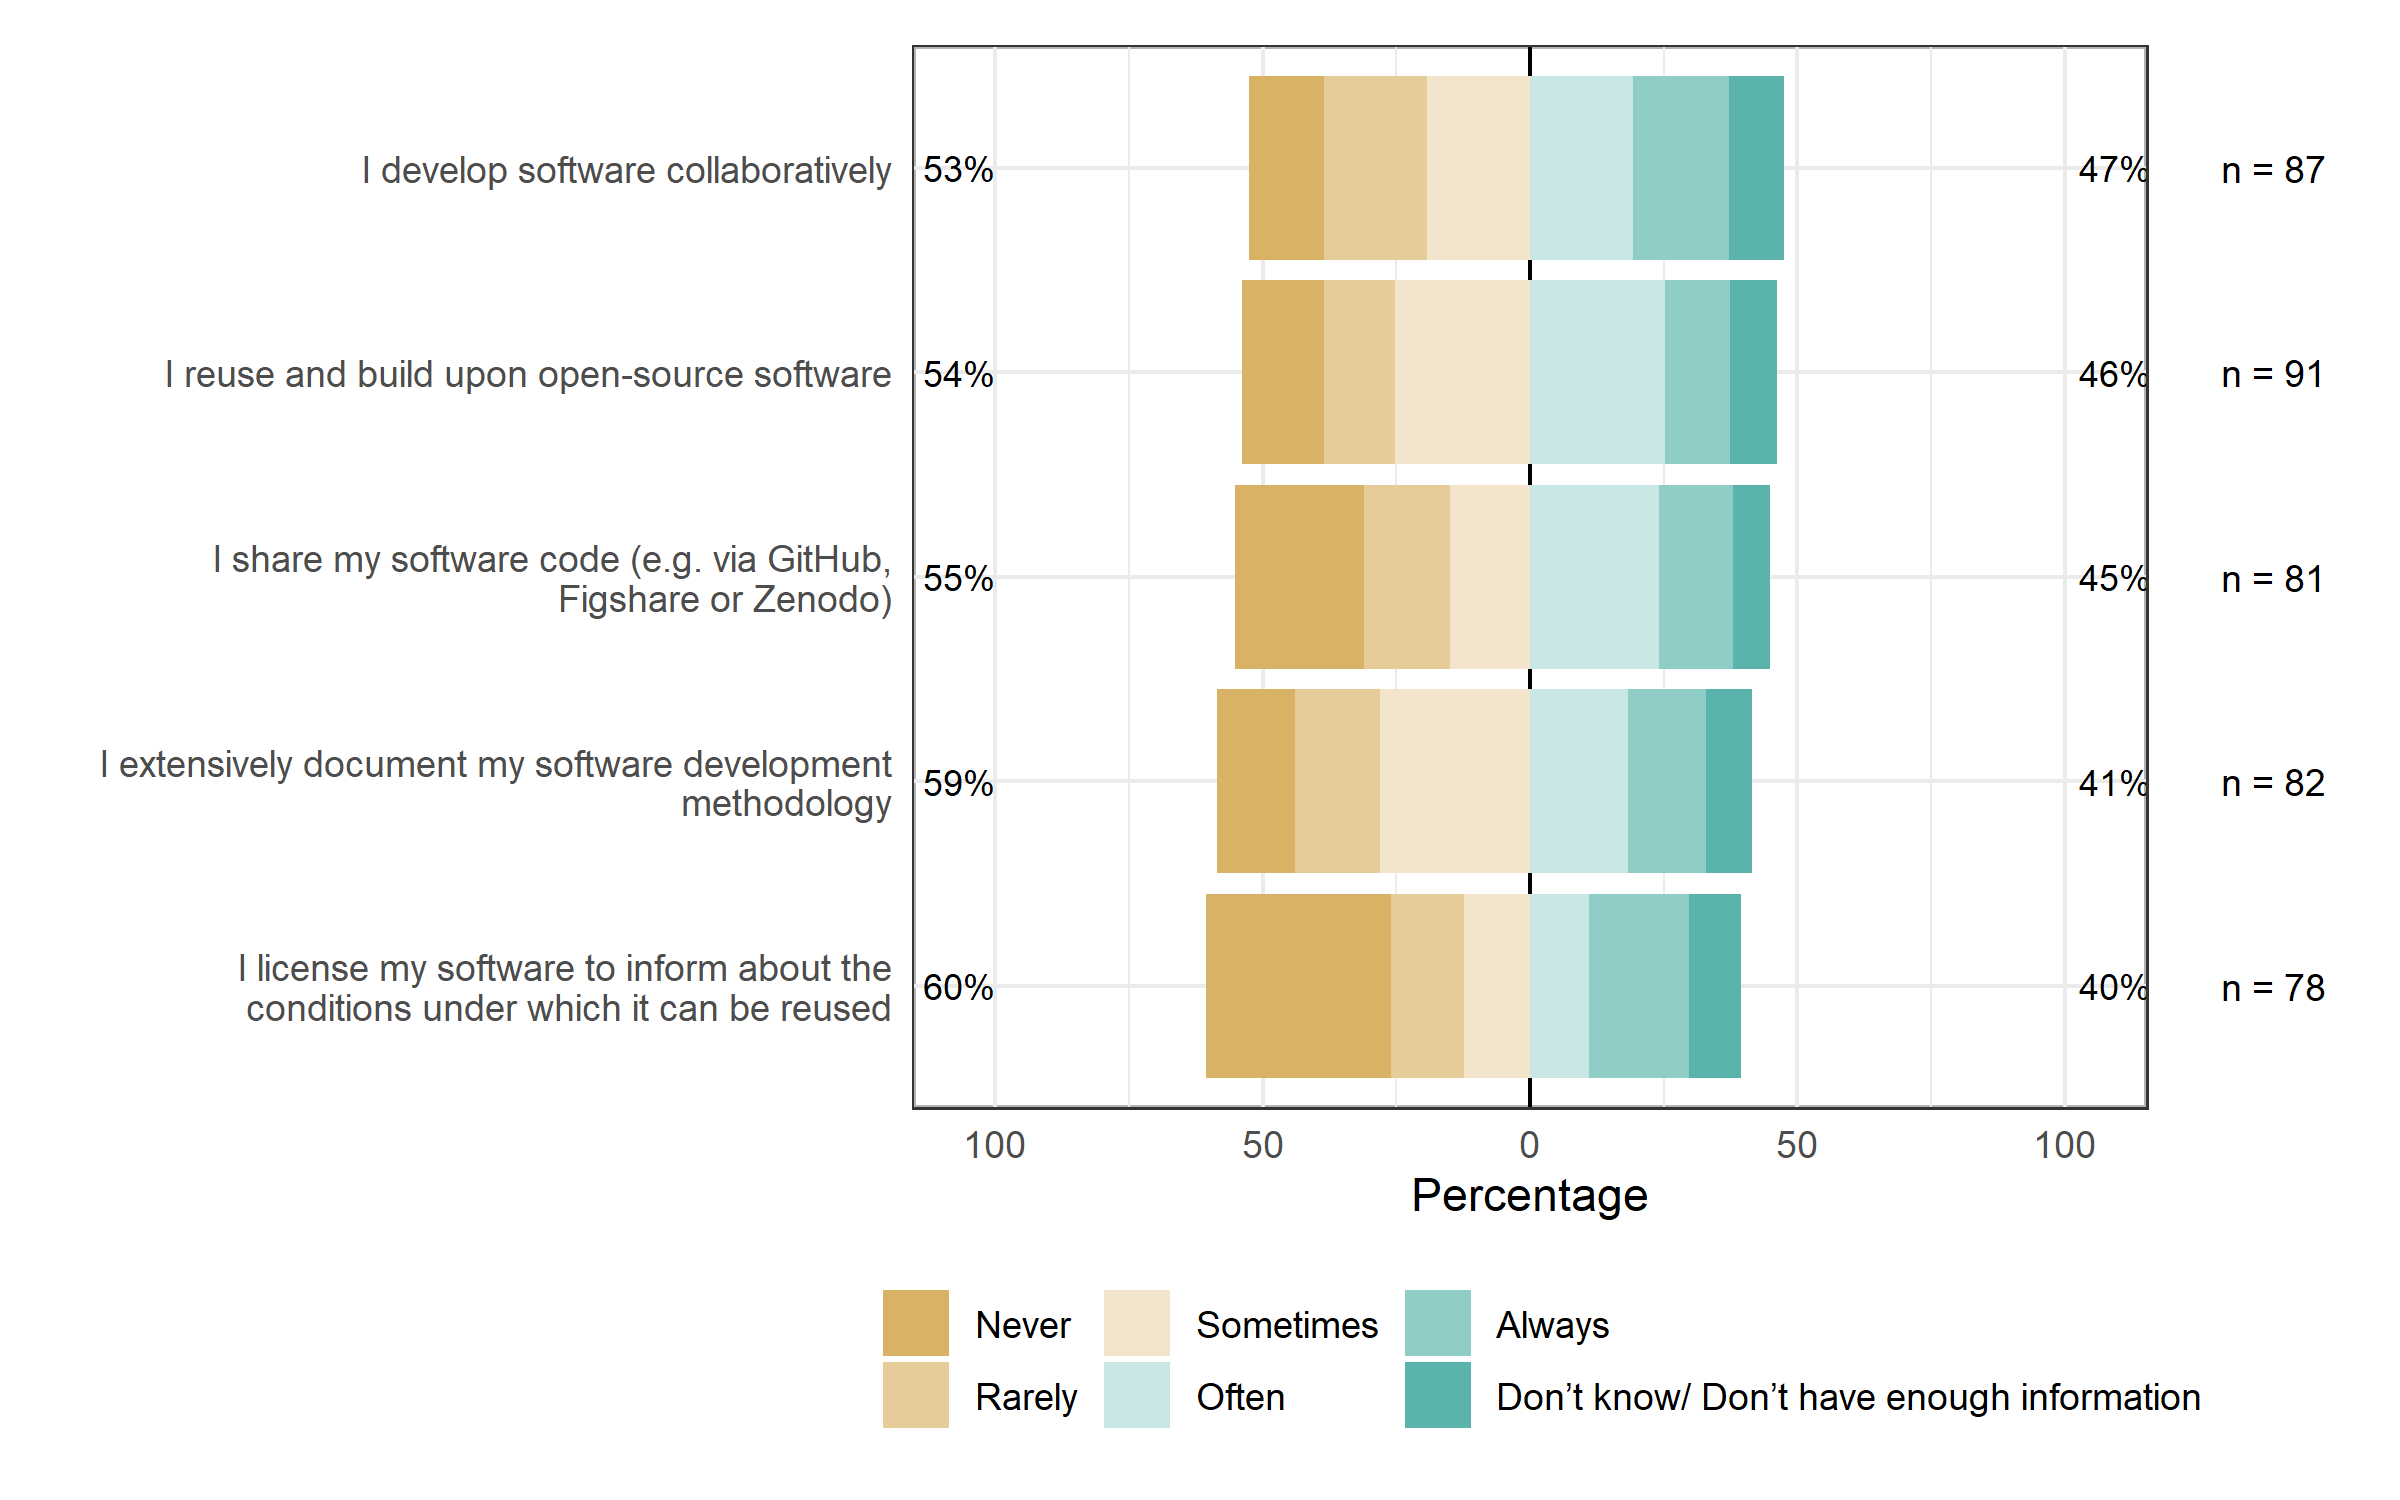 I develop software collaboratively
53%
47%
n = 87
I reuse and build upon open-source software
54%
46%
n = 91
I share my software code (e.g. via GitHub,
Figshare or Zenodo)
55%
45%
n = 81
I extensively document my software development
methodology
59%
41%
n = 82
I license my software to inform about the
conditions under which it can be reused
60%
40%
n = 78
100 50 0 50 100
Percentage
Never Sometimes Always
Rarely Often Don’t know/ Don’t have enough information